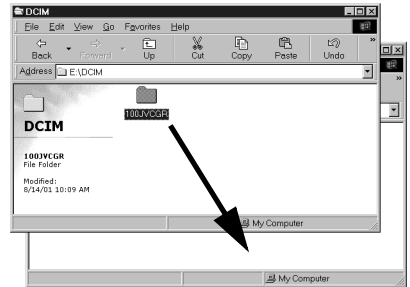 DCIM
File Edit View Go Favorites Help
Back Forward Up Cut Copy Paste Undo »
Address E:\DCIM
DCIM
100JVCGR
100JVCGR
File Folder
Modified:
8/14/01 10:09 AM
My Computer
»
My Computer